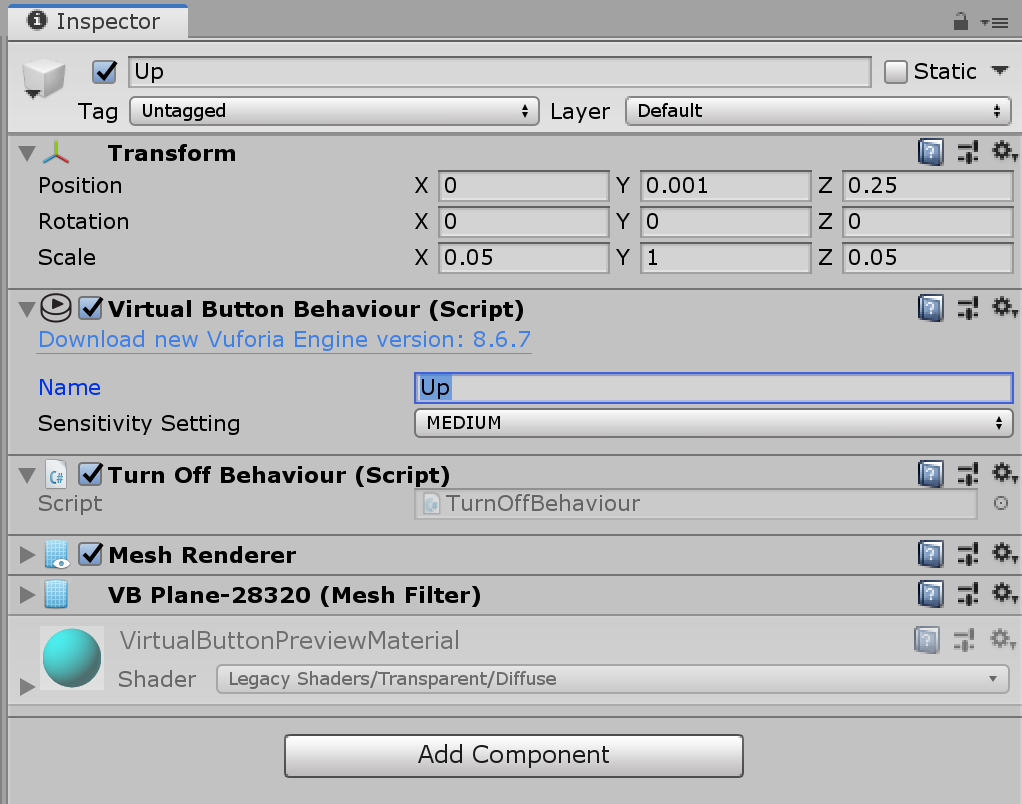 Inspector
Up Static
Tag Untagged Layer Default
Transform
Position X 0 Y 0.001 Z 0.25
Rotation X 0 Y 0 Z 0
Scale X 0.05 Y 1 Z 0.05
Virtual Button Behaviour (Script)
Download new Vuforia Engine version: 8.6.7
Name Up
Sensitivity Setting MEDIUM
Turn Off Behaviour (Script)
Script TurnOffBehaviour
Mesh Renderer
VB Plane-28320 (Mesh Filter)
VirtualButtonPreviewMaterial
Shader Legacy Shaders/Transparent/Diffuse
Add Component